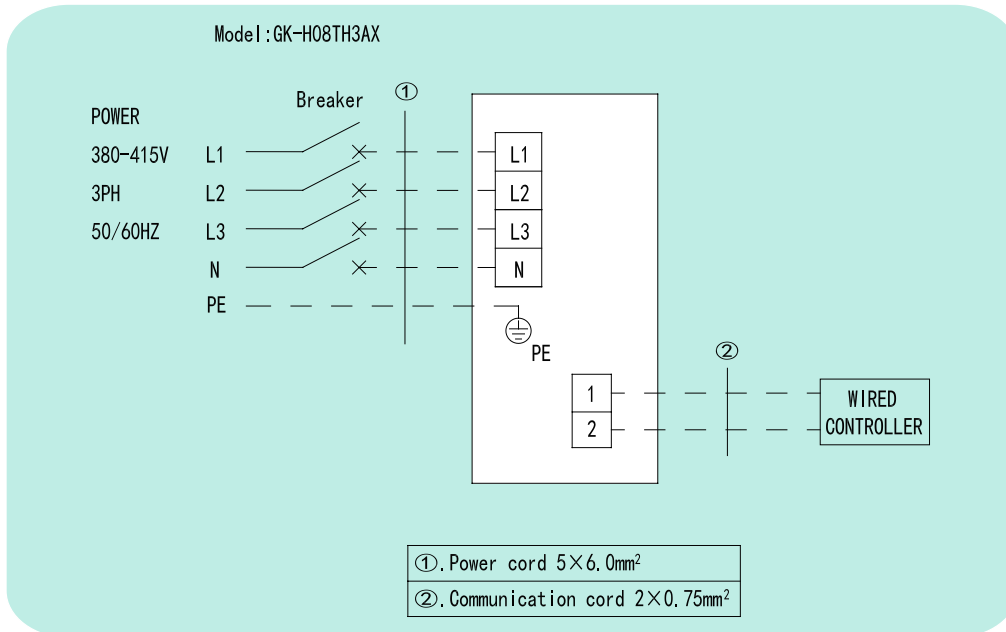 Model:GK-H08TH3AX
Breaker
①
POWER
380-415V
3PH
50/60HZ
L1
L2
L3
N
PE
L1
L2
L3
N
PE
②
1
2
WIRED
CONTROLLER
①.Power cord 5×6.0mm²
②.Communication cord 2×0.75mm²